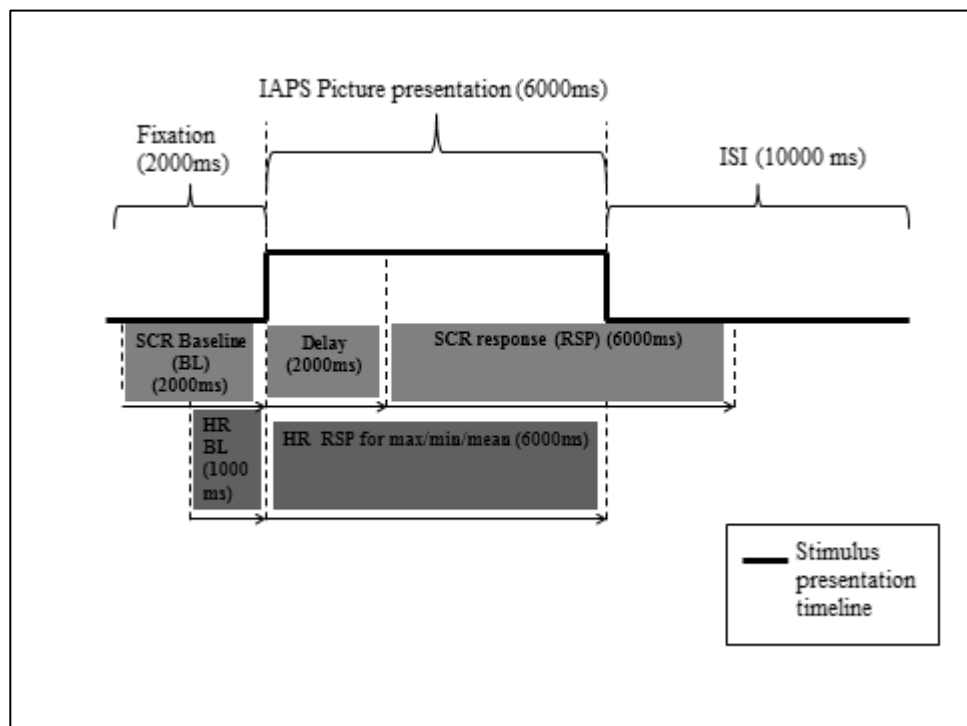 IAPS Picture presentation (6000ms)
Fixation
(2000ms)
ISI (10000 ms)
SCR Baseline
(BL)
(2000ms)
Delay
(2000ms)
SCR response (RSP) (6000ms)
HR
BL
(1000
ms)
HR RSP for max/min/mean (6000ms)
Stimulus
presentation
timeline